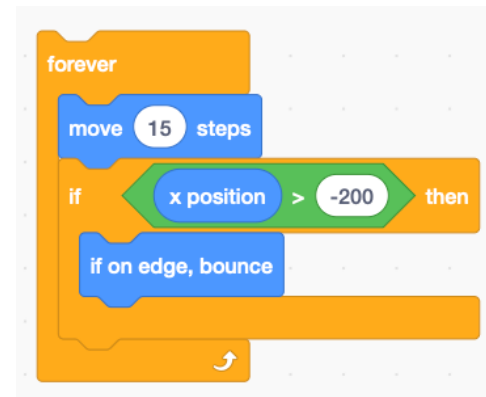 forever
move 15 steps
if x position > -200 then
if on edge, bounce